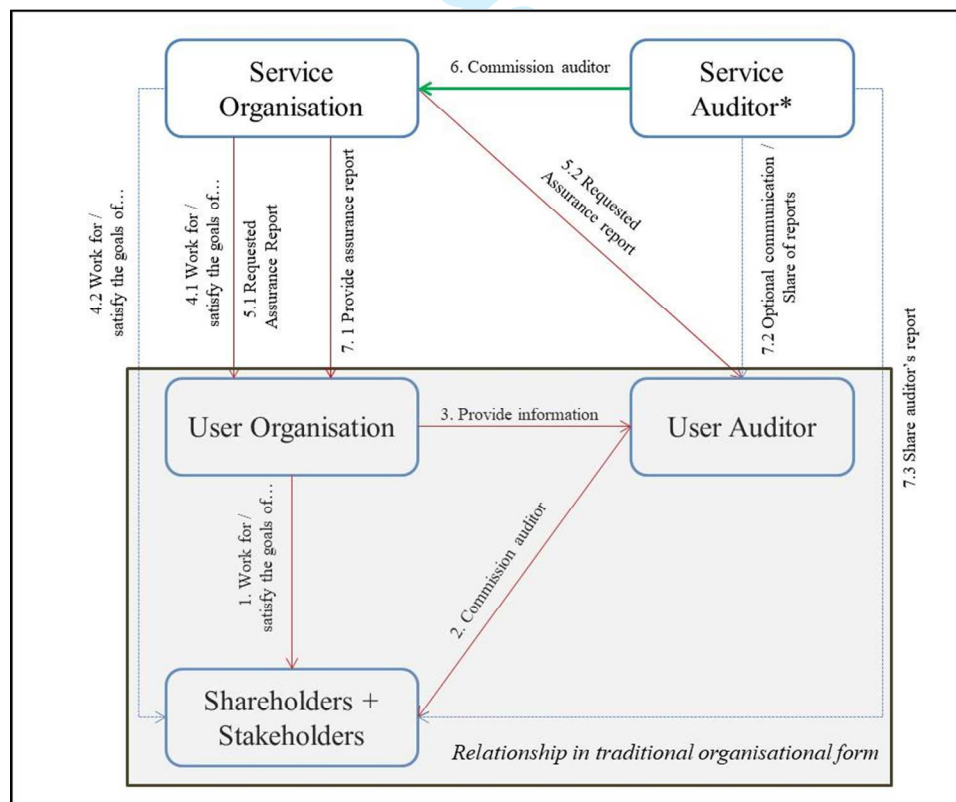 Service
Organisation
6. Commission auditor
Service
Auditor*
4.2 Work for /
satisfy the goals of…
4.1 Work for /
satisfy the goals of…
5.1 Requested
Assurance Report
7. 1 Provide assurance report
5.2 Requested
Assurance report
7.2 Optional communication /
Share of reports
7.3 Share auditor's report
User Organisation
3. Provide information
User Auditor
1. Work for /
satisfy the goals of…
2. Commission auditor
Shareholders +
Stakeholders
Relationship in traditional organisational form